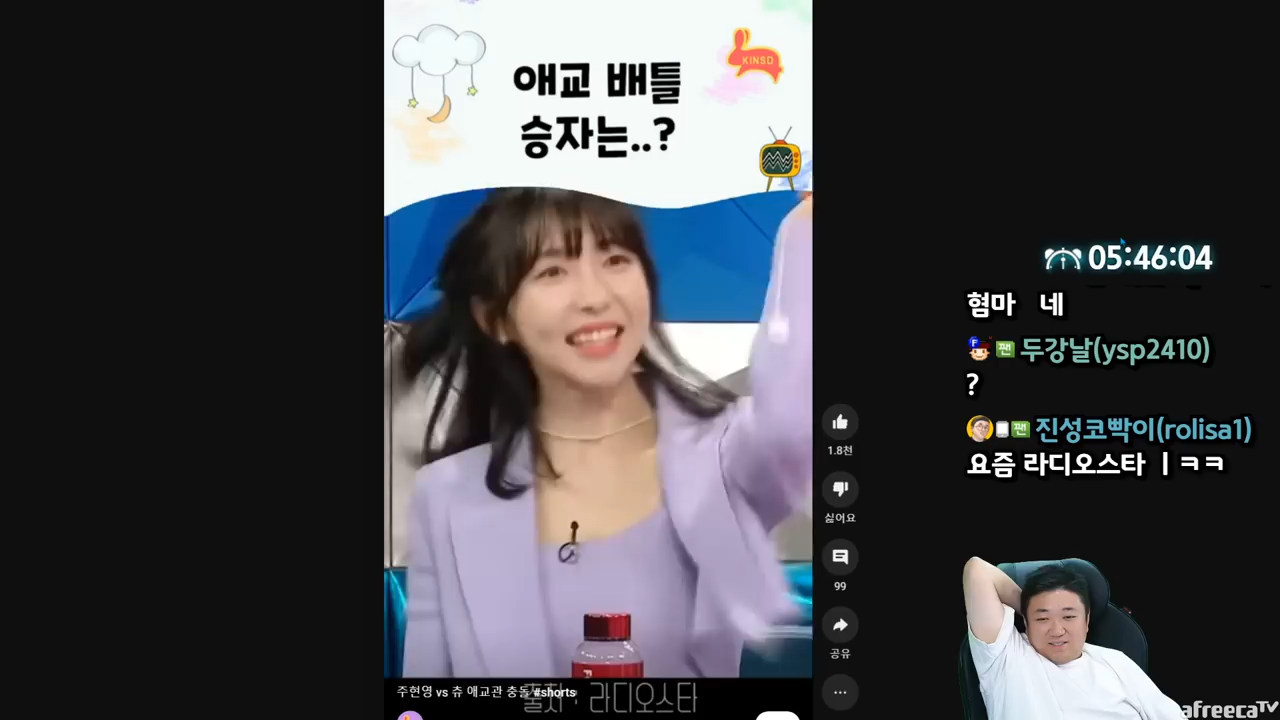 애교 배틀
승자는..?
KINSD
05:46:04
혐마 네
두강날(ysp2410)
?
진성코빡이(rolisa1)
요즘 라디오스타 ㅣㅋㅋ
1.8천
싫어요
99
공유
주현영 vs 츄 애교관 충돌 #shorts
출처 : 라디오스타
afreecaTV